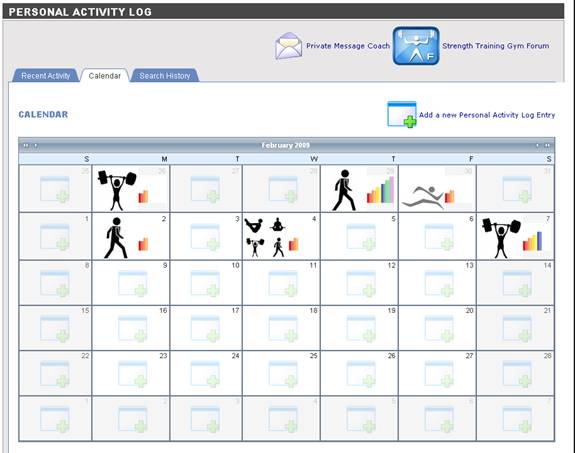 PERSONAL ACTIVITY LOG
Private Message Coach
F
Strength Training Gym Forum
Recent Activity
Calendar
Search History
CALENDAR
Add a new Personal Activity Log Entry
February 2009
S M T W T F S
25 26 27 28 29 30 31
1 2 3 4 5 6 7
8 9 10 11 12 13 14
15 16 17 18 19 20 21
22 23 24 25 26 27 28
1 2 3 4 5 6 7